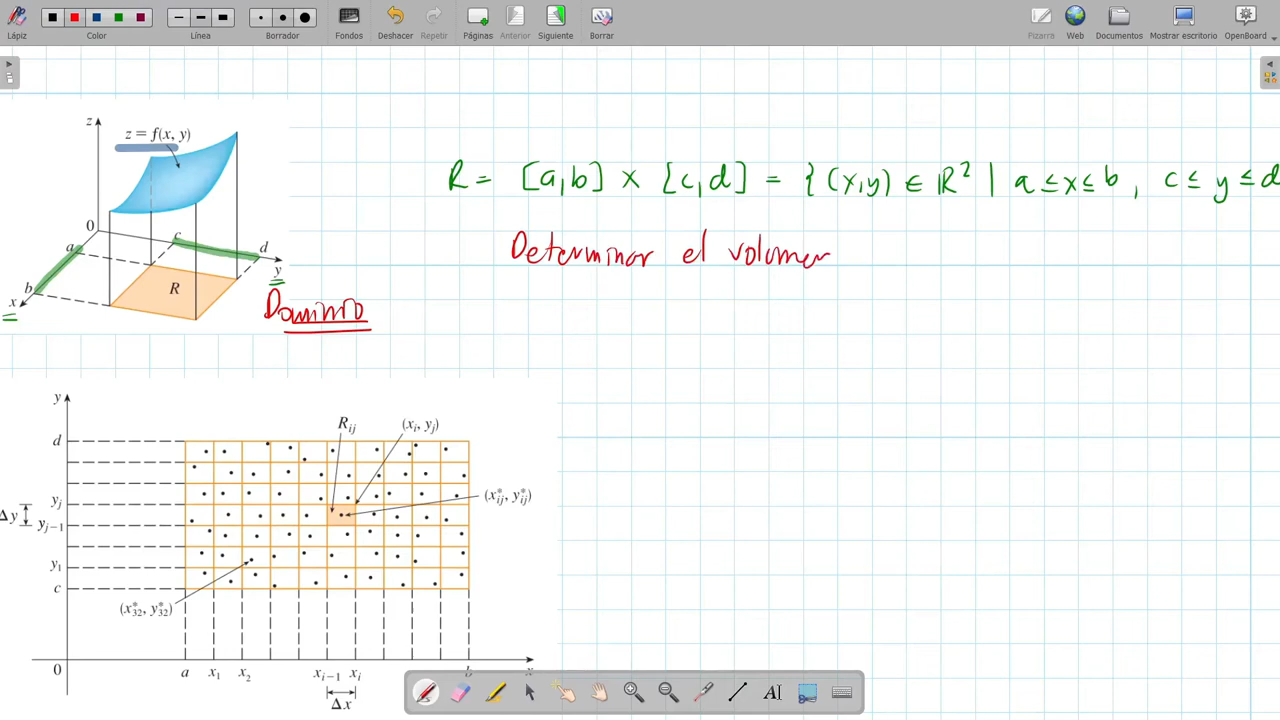 Lápiz Color Línea Borrador Fondos Deshacer Repetir Páginas Anterior Siguiente Borrar Pizarra Web Documentos Mostrar escritorio OpenBoard
z
z = f(x, y)
R = [a,b] x [c,d] = { (x,y) ∈ ℝ² | a ≤ x ≤ b , c ≤ y ≤ d
0
a c d
Determinar el volumen
b R y
x Dominio
y
R_ij (x_i, y_j)
d
y_j (x*_ij, y*_ij)
Δy y_{j-1}
y_1
c
(x*_32, y*_32)
0 a x_1 x_2 x_{i-1} x_i b x
Δx